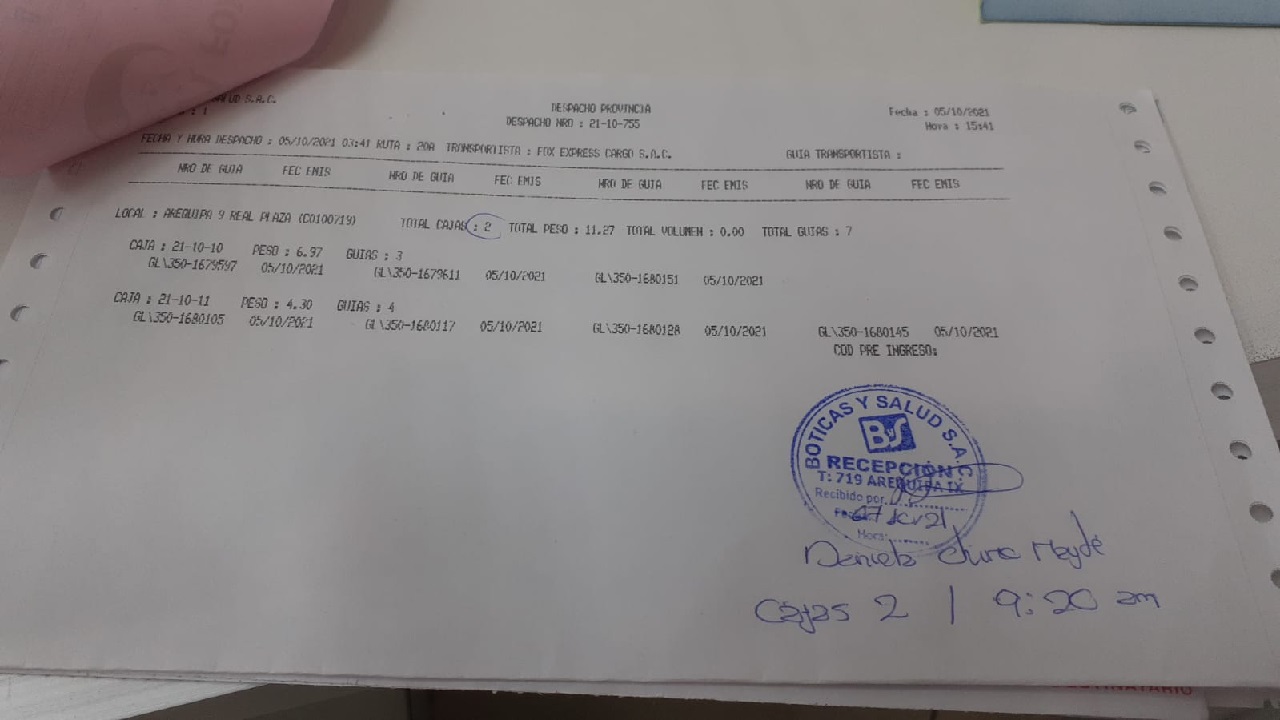 SALUD S.A.C.
DESPACHO PROVINCIA
Fecha : 05/10/2021
: 1
DESPACHO NRO : 21-10-755
Hora : 15:41
FECHA Y HORA DESPACHO : 05/10/2021 03:41 RUTA : 20A TRANSPORTISTA : FOX EXPRESS CARGO S.A.C. GUIA TRANSPORTISTA :
NRO DE GUIA FEC EMIS NRO DE GUIA FEC EMIS NRO DE GUIA FEC EMIS NRO DE GUIA FEC EMIS
LOCAL : AREQUIPA 9 REAL PLAZA (C0100719) TOTAL CAJAS : 2 TOTAL PESO : 11.27 TOTAL VOLUMEN : 0.00 TOTAL GUIAS : 7
CAJA : 21-10-10 PESO : 6.97 GUIAS : 3
GL\350-1679597 05/10/2021 GL\350-1679611 05/10/2021 GL\350-1680151 05/10/2021
CAJA : 21-10-11 PESO : 4.30 GUIAS : 4
GL\350-1680105 05/10/2021 GL\350-1680117 05/10/2021 GL\350-1680128 05/10/2021 GL\350-1680145 05/10/2021
COD PRE INGRESO:
BOTICAS Y SALUD S.A.C.
BS
RECEPCIÓN
T: 719 AREQUIPA IX
Recibido por
Hora:
Daniela
Cajas 2 | 9:20 am
DESTINATARIO